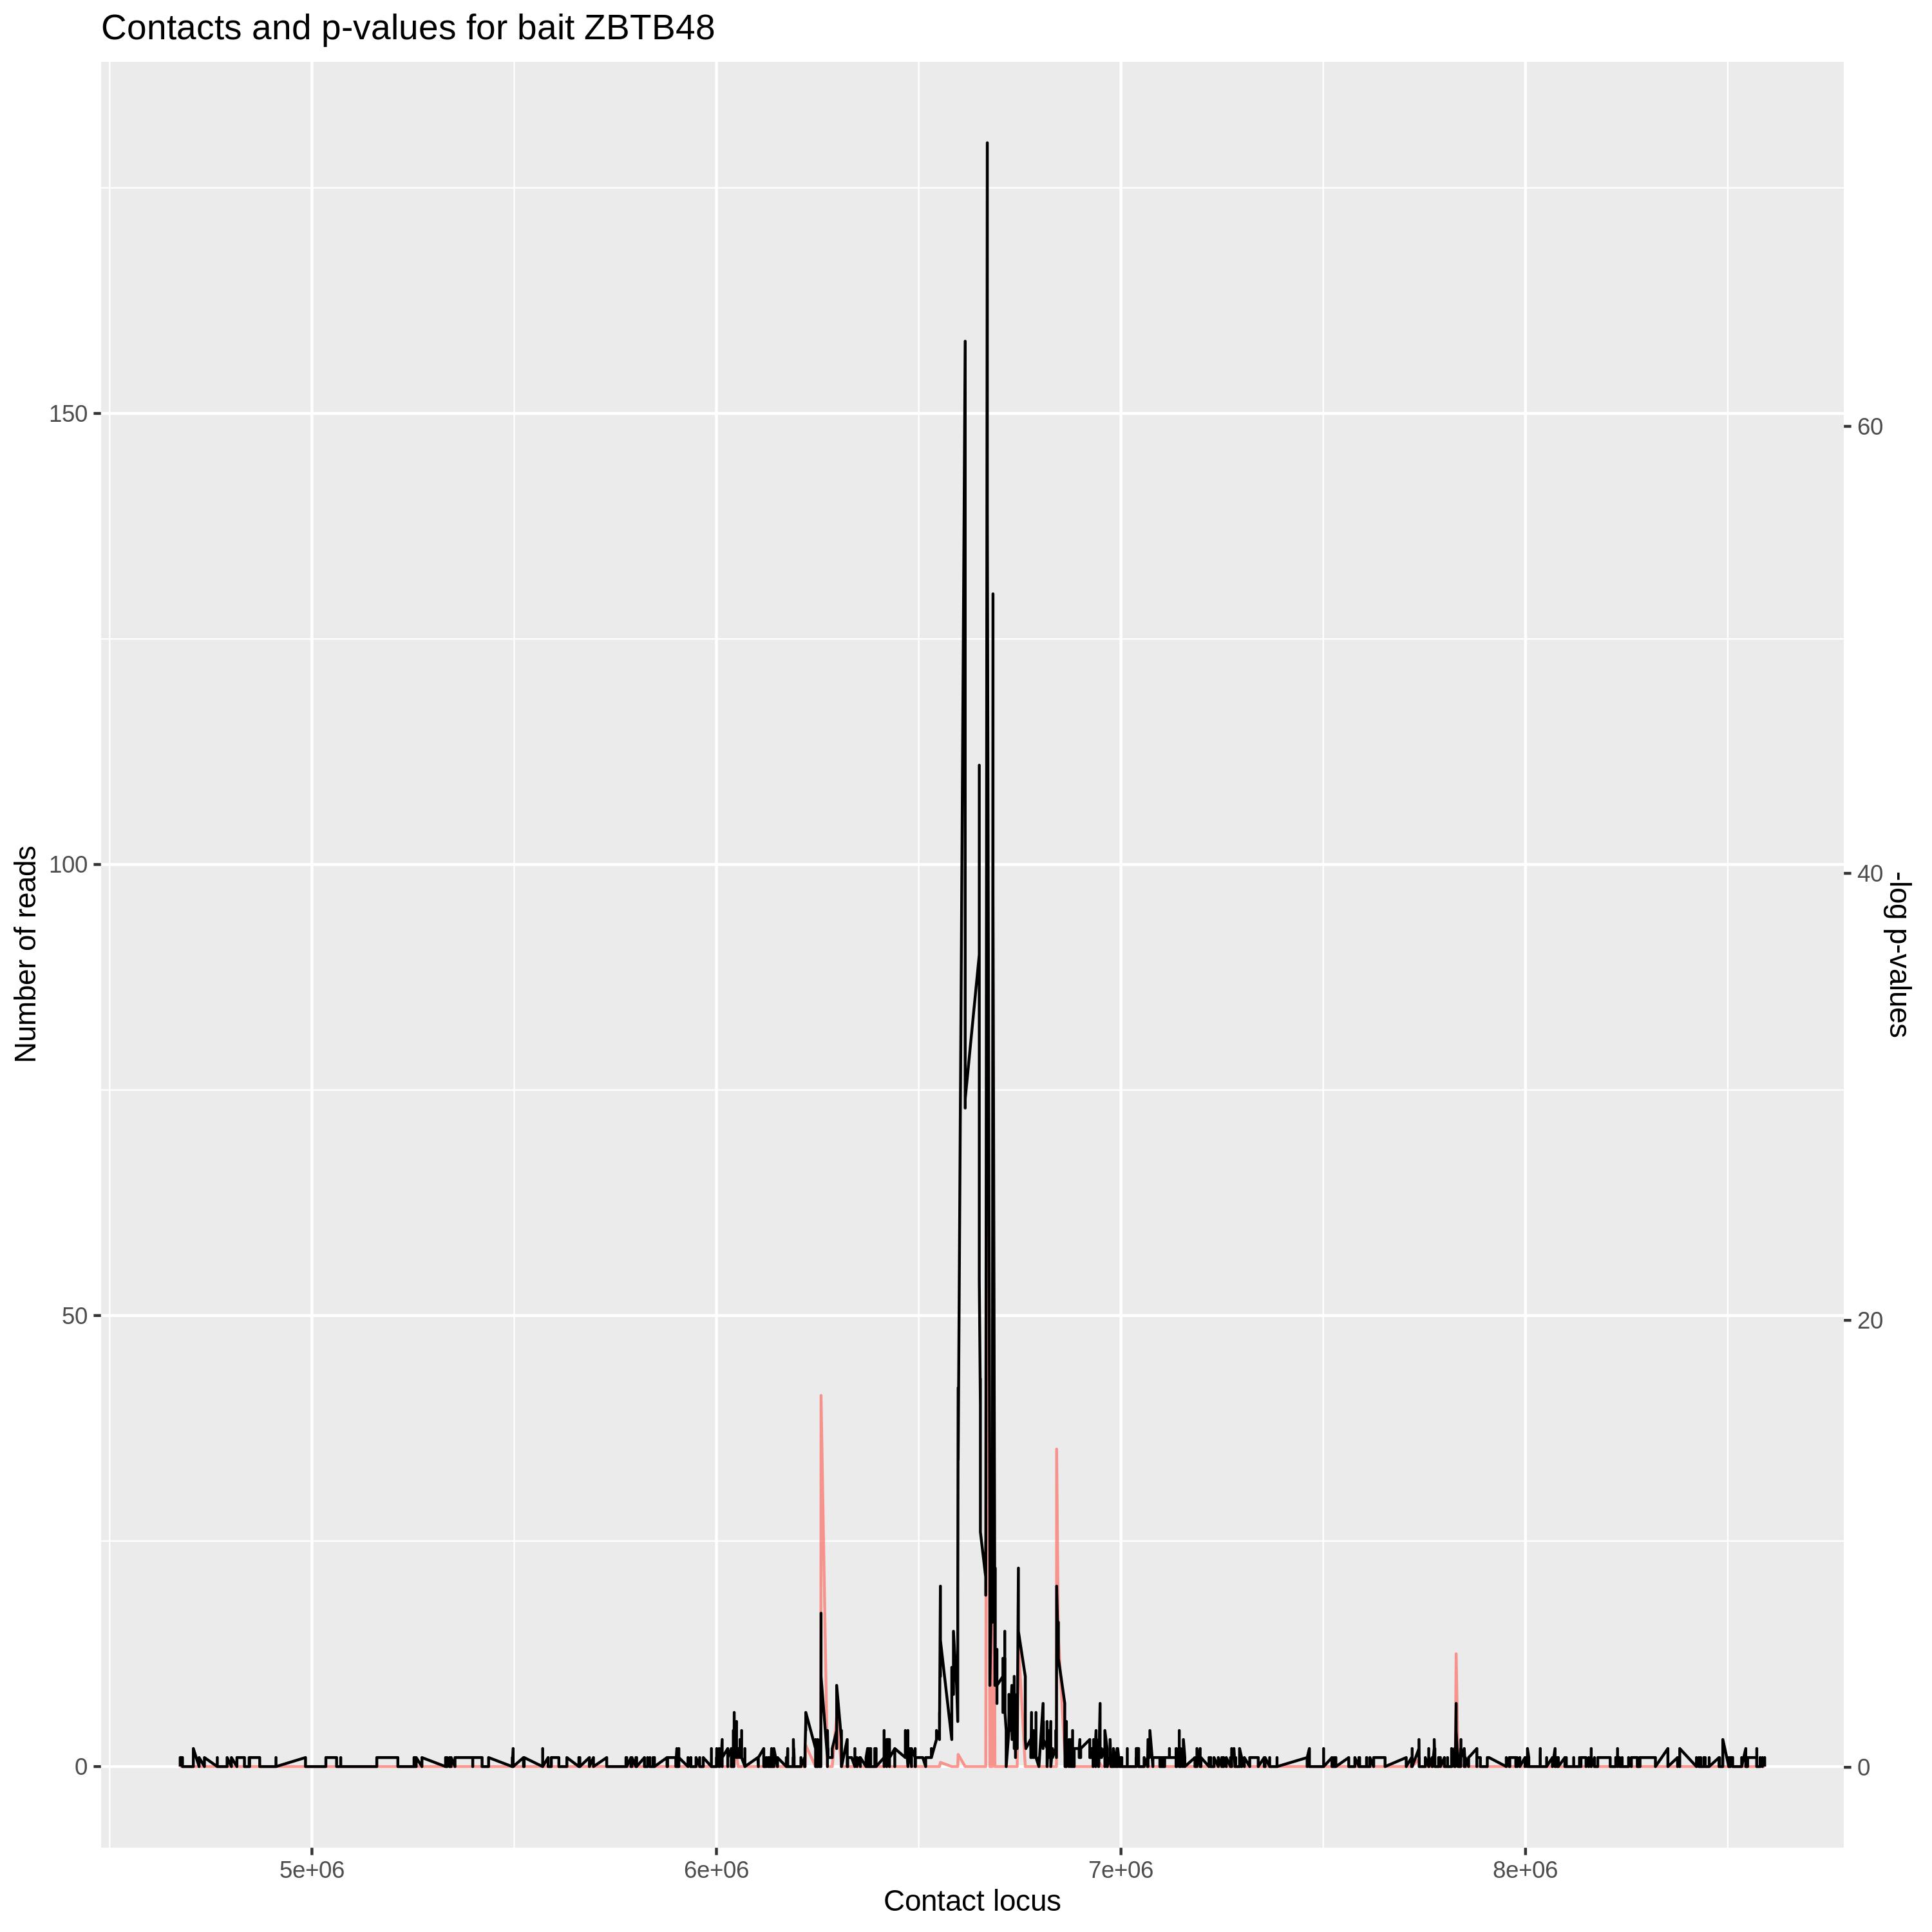 Contacts and p-values for bait ZBTB48
Number of reads
150
100
50
0
60
40
20
0
-log p-values
5e+06 6e+06 7e+06 8e+06
Contact locus